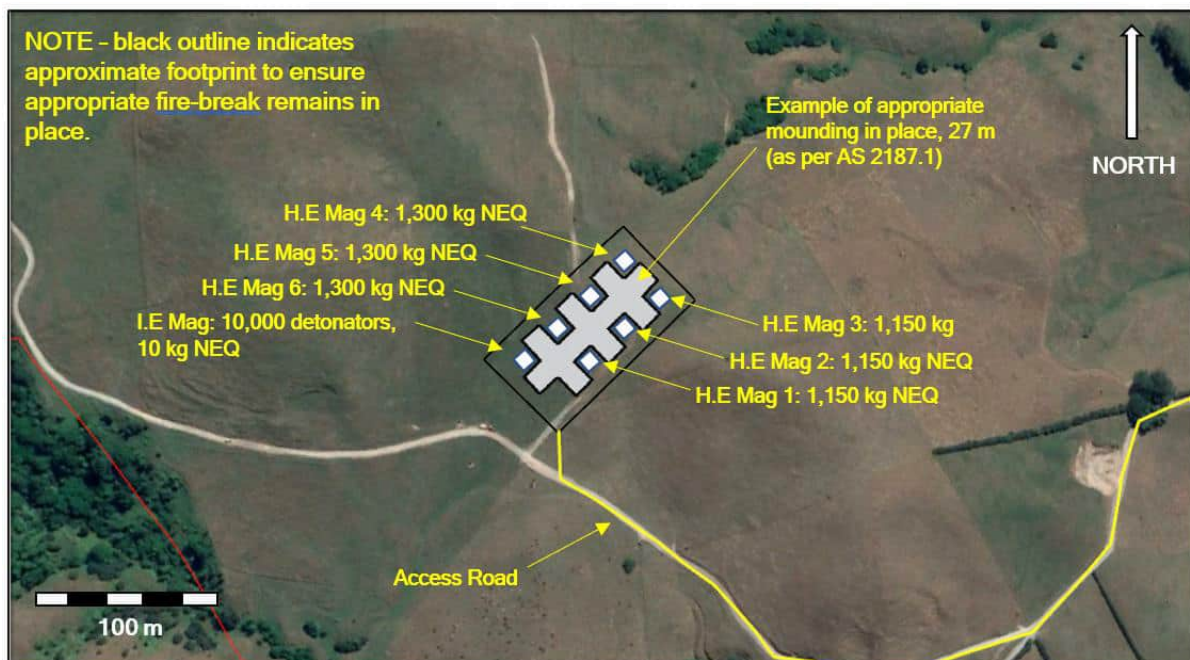 NOTE - black outline indicates
approximate footprint to ensure
appropriate fire-break remains in
place.
Example of appropriate
mounding in place, 27 m
(as per AS 2187.1)
NORTH
H.E Mag 4: 1,300 kg NEQ
H.E Mag 5: 1,300 kg NEQ
H.E Mag 6: 1,300 kg NEQ
I.E Mag: 10,000 detonators,
10 kg NEQ
H.E Mag 3: 1,150 kg
H.E Mag 2: 1,150 kg NEQ
H.E Mag 1: 1,150 kg NEQ
Access Road
100 m